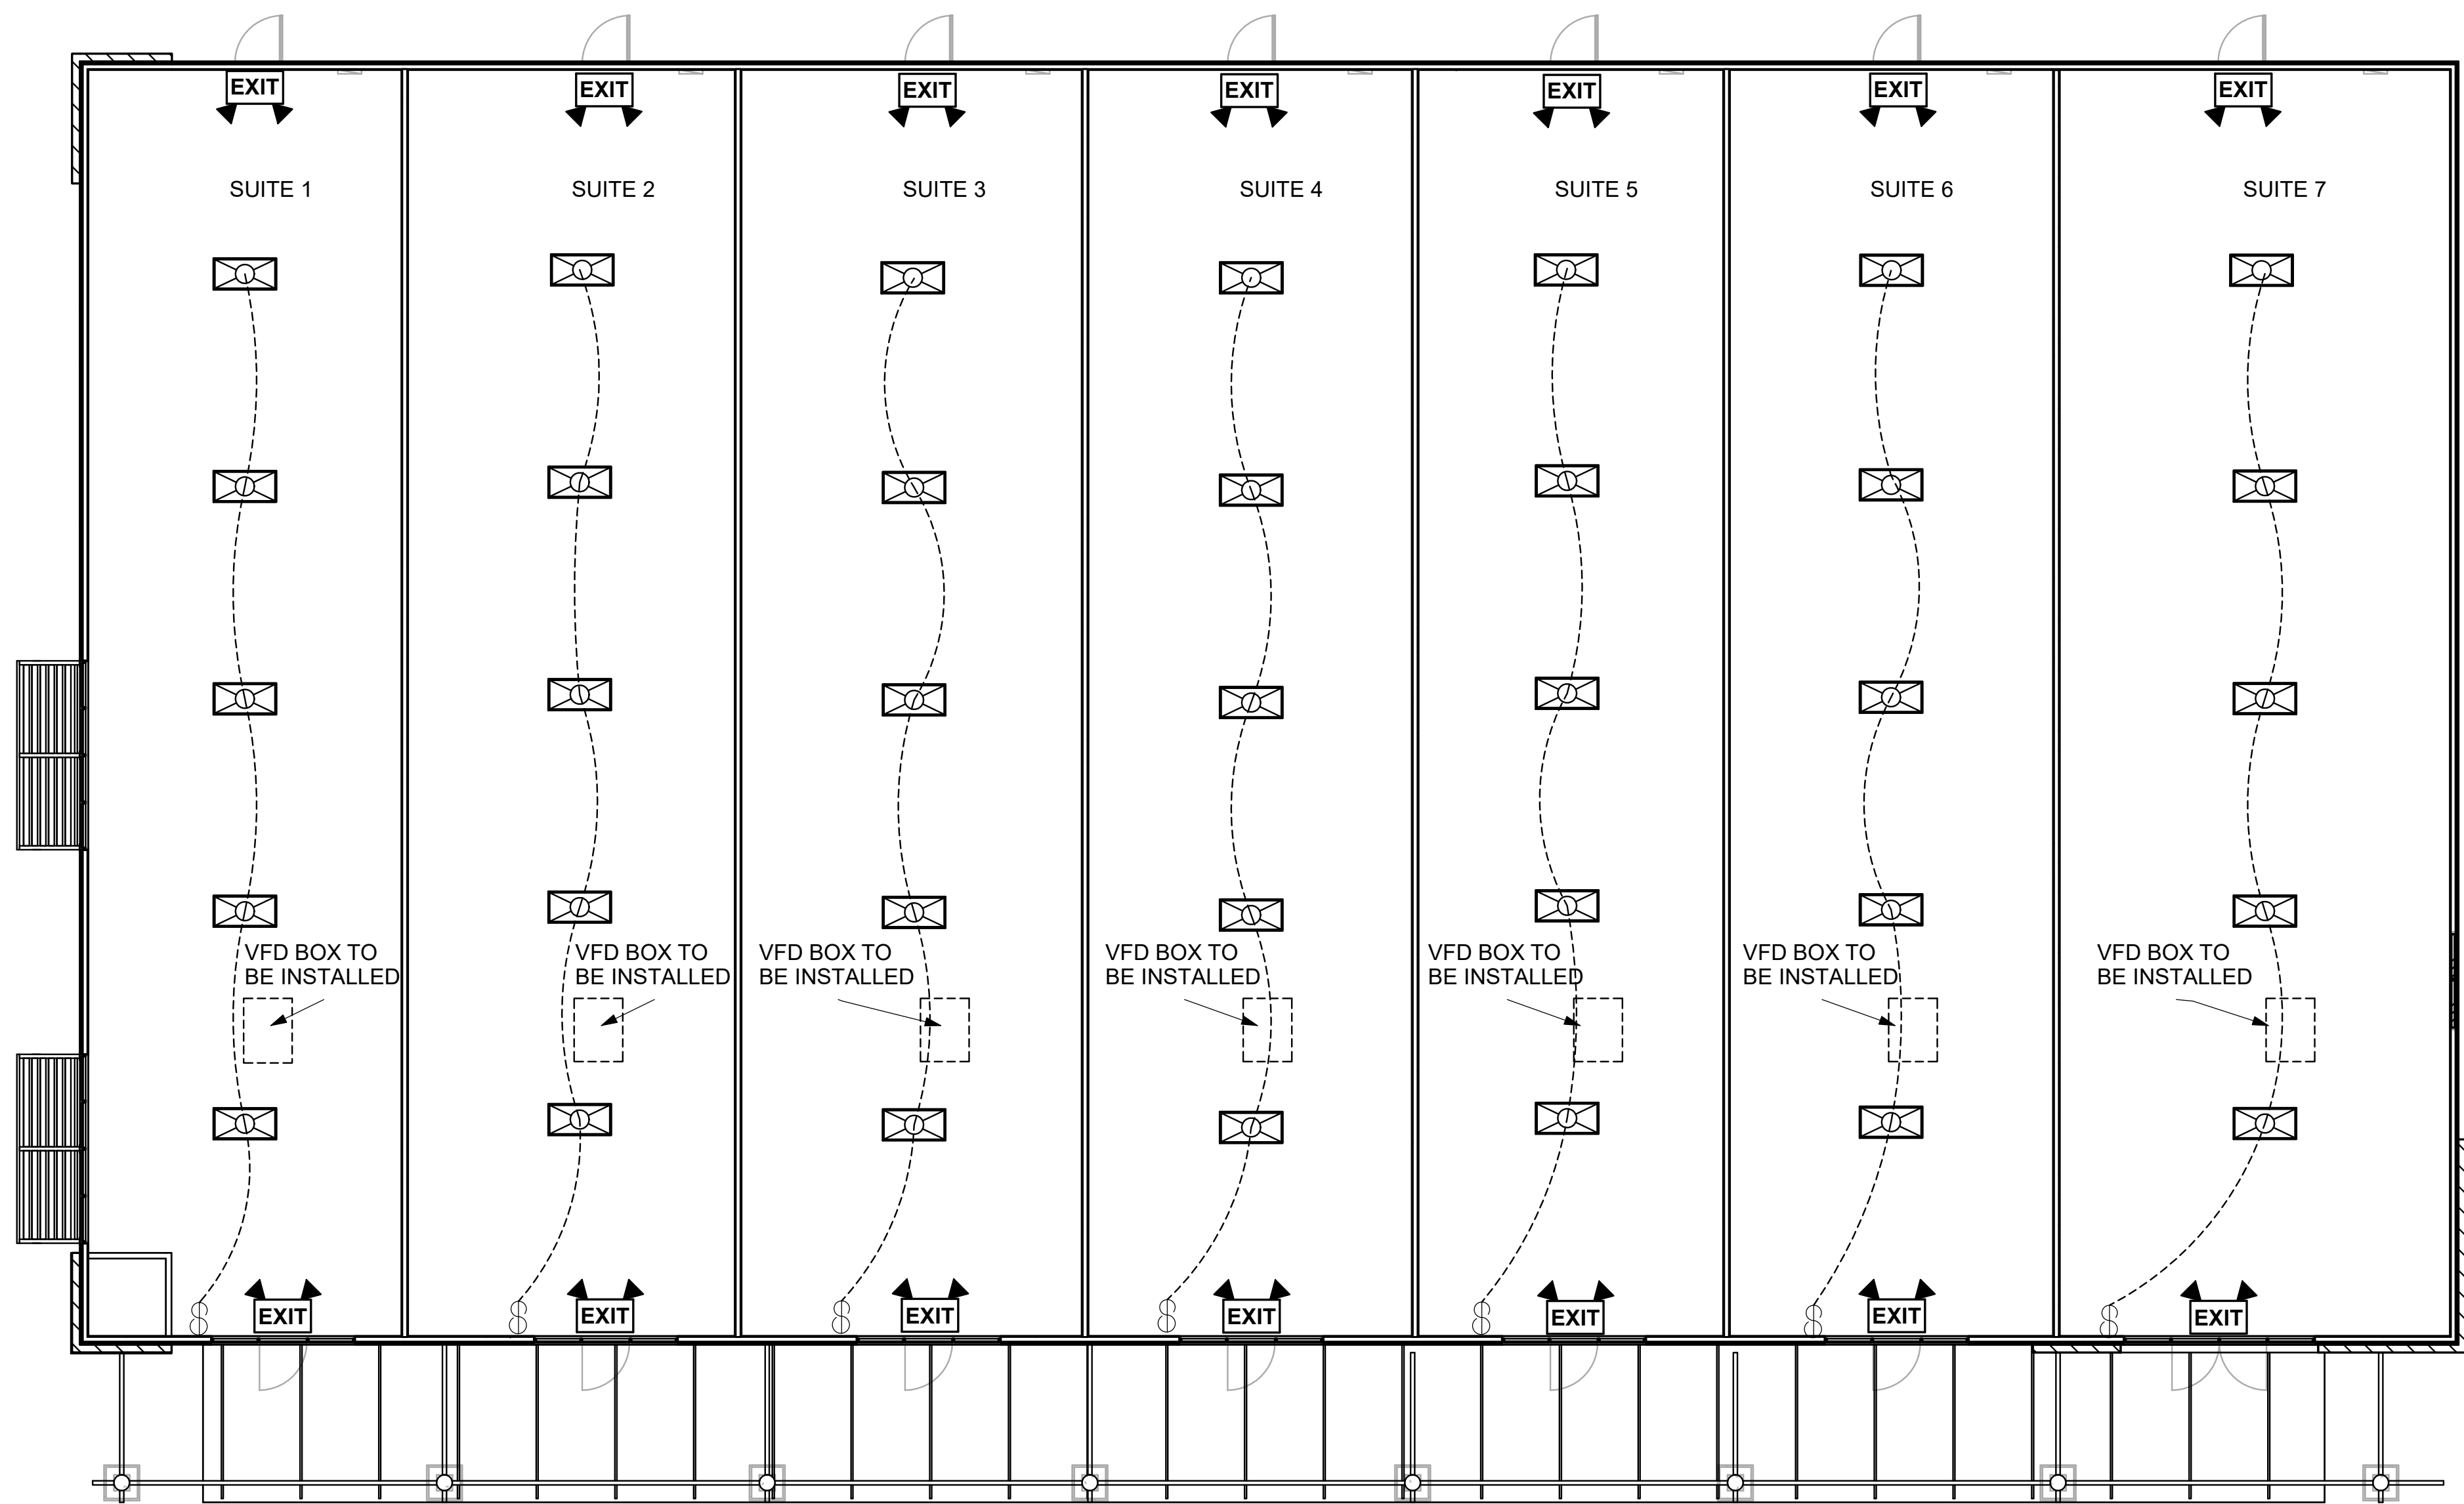 EXIT
EXIT
EXIT
EXIT
EXIT
EXIT
EXIT
SUITE 1
SUITE 2
SUITE 3
SUITE 4
SUITE 5
SUITE 6
SUITE 7
VFD BOX TO
BE INSTALLED
VFD BOX TO
BE INSTALLED
VFD BOX TO
BE INSTALLED
VFD BOX TO
BE INSTALLED
VFD BOX TO
BE INSTALLED
VFD BOX TO
BE INSTALLED
VFD BOX TO
BE INSTALLED
$
EXIT
$
EXIT
$
EXIT
$
EXIT
$
EXIT
$
EXIT
$
EXIT